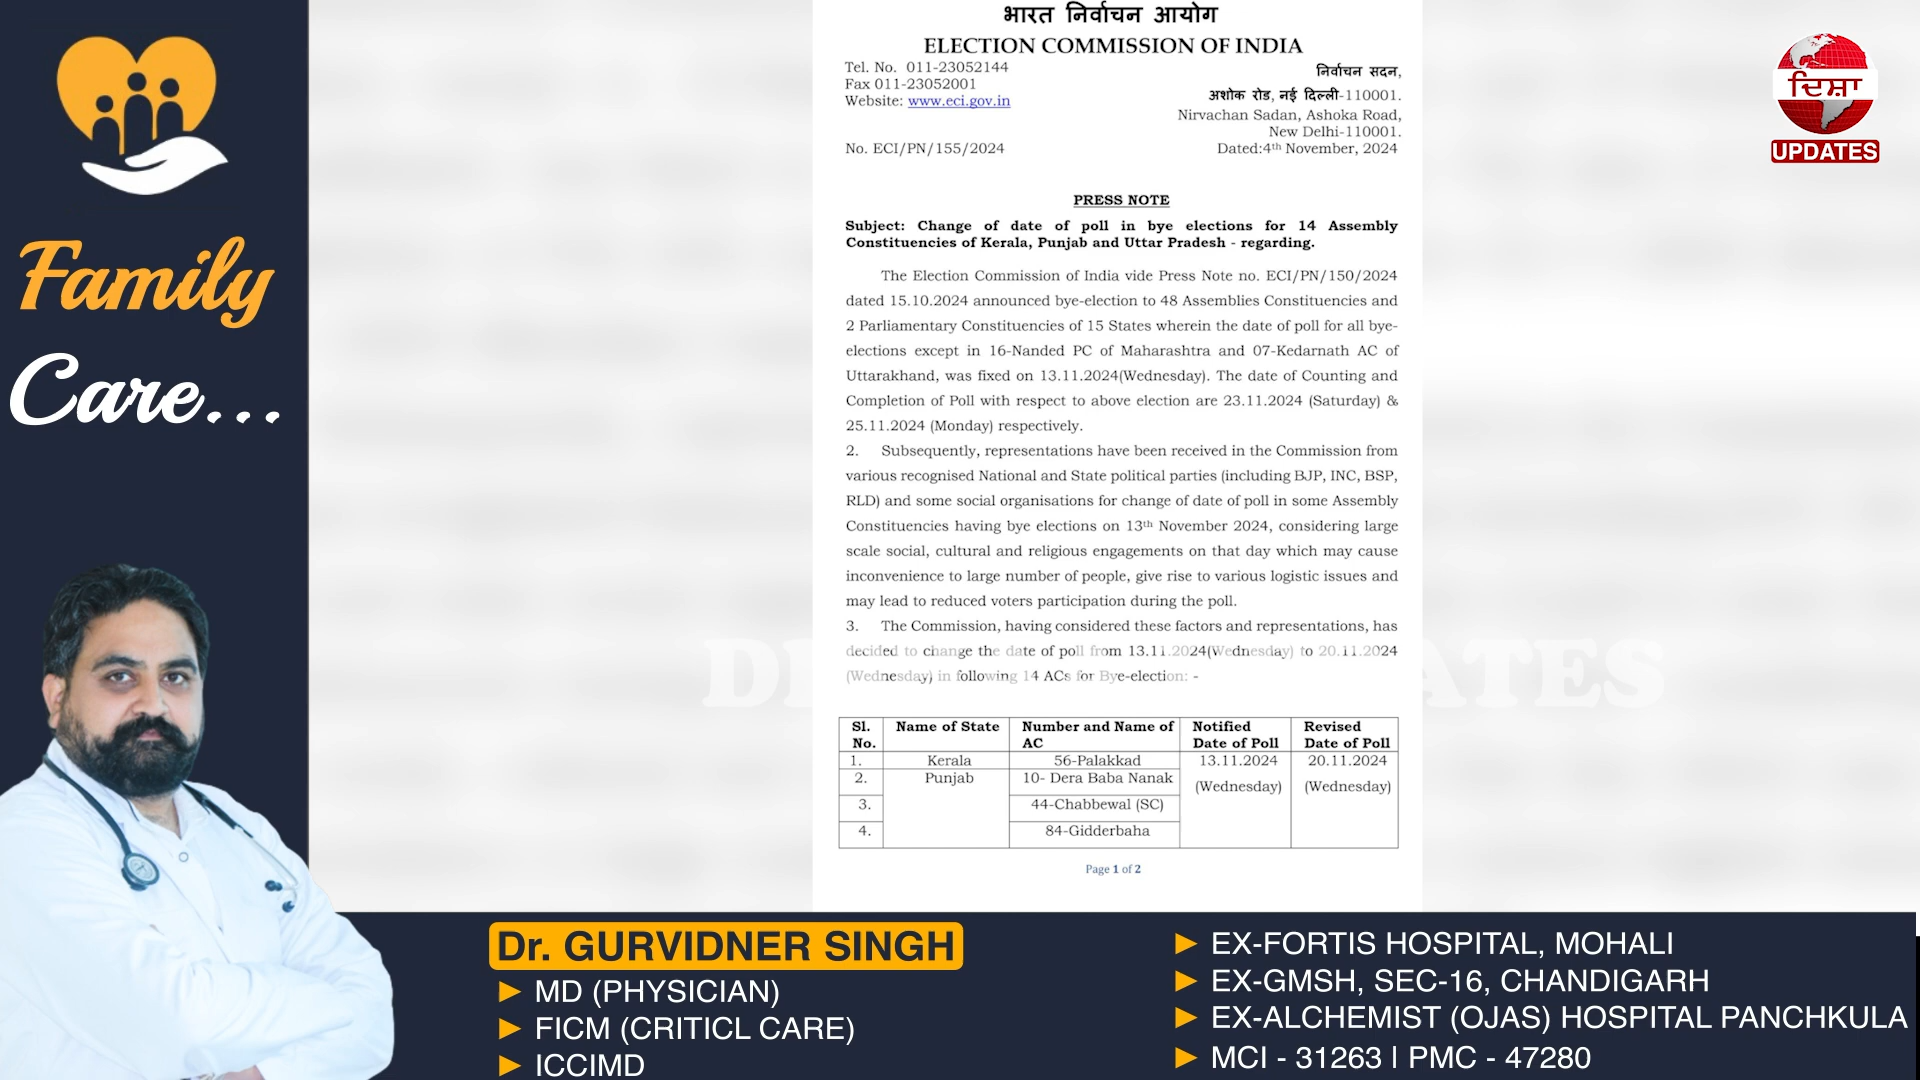 Family
Care...
भारत निर्वाचन आयोग
ELECTION COMMISSION OF INDIA
Tel. No. 011-23052144
Fax 011-23052001
Website: www.eci.gov.in
निर्वाचन सदन,
अशोक रोड, नई दिल्ली-110001.
Nirvachan Sadan, Ashoka Road,
New Delhi-110001.
No. ECI/PN/155/2024
Dated:4th November, 2024
PRESS NOTE
Subject: Change of date of poll in bye elections for 14 Assembly
Constituencies of Kerala, Punjab and Uttar Pradesh - regarding.
The Election Commission of India vide Press Note no. ECI/PN/150/2024
dated 15.10.2024 announced bye-election to 48 Assemblies Constituencies and
2 Parliamentary Constituencies of 15 States wherein the date of poll for all bye-
elections except in 16-Nanded PC of Maharashtra and 07-Kedarnath AC of
Uttarakhand, was fixed on 13.11.2024(Wednesday). The date of Counting and
Completion of Poll with respect to above election are 23.11.2024 (Saturday) &
25.11.2024 (Monday) respectively.
2. Subsequently, representations have been received in the Commission from
various recognised National and State political parties (including BJP, INC, BSP,
RLD) and some social organisations for change of date of poll in some Assembly
Constituencies having bye elections on 13th November 2024, considering large
scale social, cultural and religious engagements on that day which may cause
inconvenience to large number of people, give rise to various logistic issues and
may lead to reduced voters participation during the poll.
3. The Commission, having considered these factors and representations, has
decided to change the date of poll from 13.11.2024(Wednesday) to 20.11.2024
(Wednesday) in following 14 ACs for Bye-election: -
Sl. No. Name of State Number and Name of AC Notified Date of Poll Revised Date of Poll
1. Kerala 56-Palakkad 13.11.2024 (Wednesday) 20.11.2024 (Wednesday)
2. Punjab 10- Dera Baba Nanak
3. 44-Chabbewal (SC)
4. 84-Gidderbaha
Page 1 of 2
ਦਿਸ਼ਾ
UPDATES
Dr. GURVIDNER SINGH
MD (PHYSICIAN)
FICM (CRITICL CARE)
ICCIMD
EX-FORTIS HOSPITAL, MOHALI
EX-GMSH, SEC-16, CHANDIGARH
EX-ALCHEMIST (OJAS) HOSPITAL PANCHKULA
MCI - 31263 | PMC - 47280